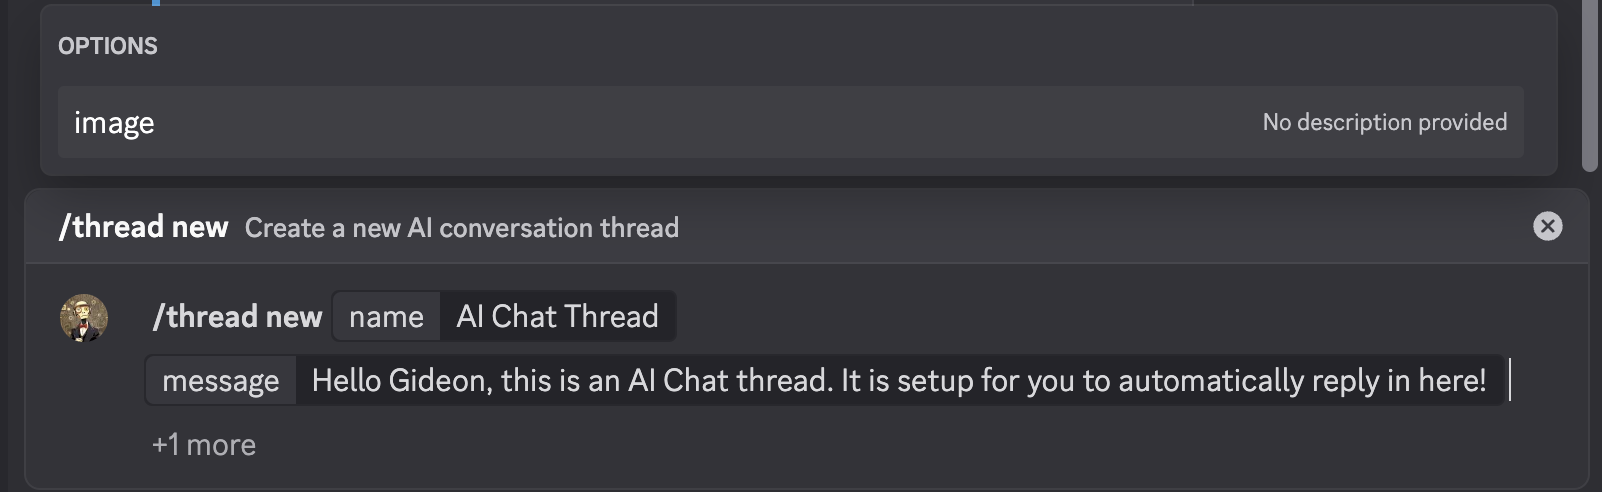 OPTIONS
image No description provided
/thread new Create a new AI conversation thread
/thread new name AI Chat Thread
message Hello Gideon, this is an AI Chat thread. It is setup for you to automatically reply in here!
+1 more